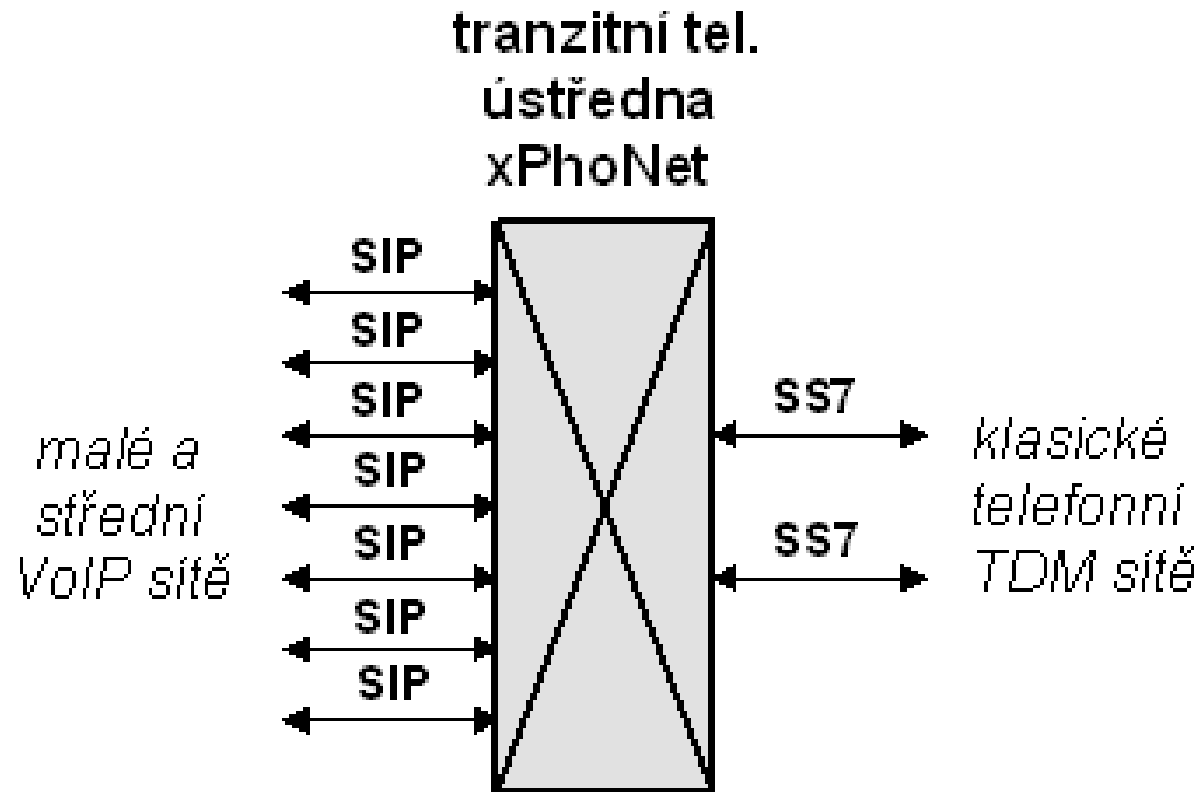 tranzitní tel.
ústředna
xPhoNet
SIP
SIP
SIP
SIP
SIP
SIP
SIP
malé a
střední
VoIP sítě
SS7
SS7
klasické
telefonní
TDM sítě